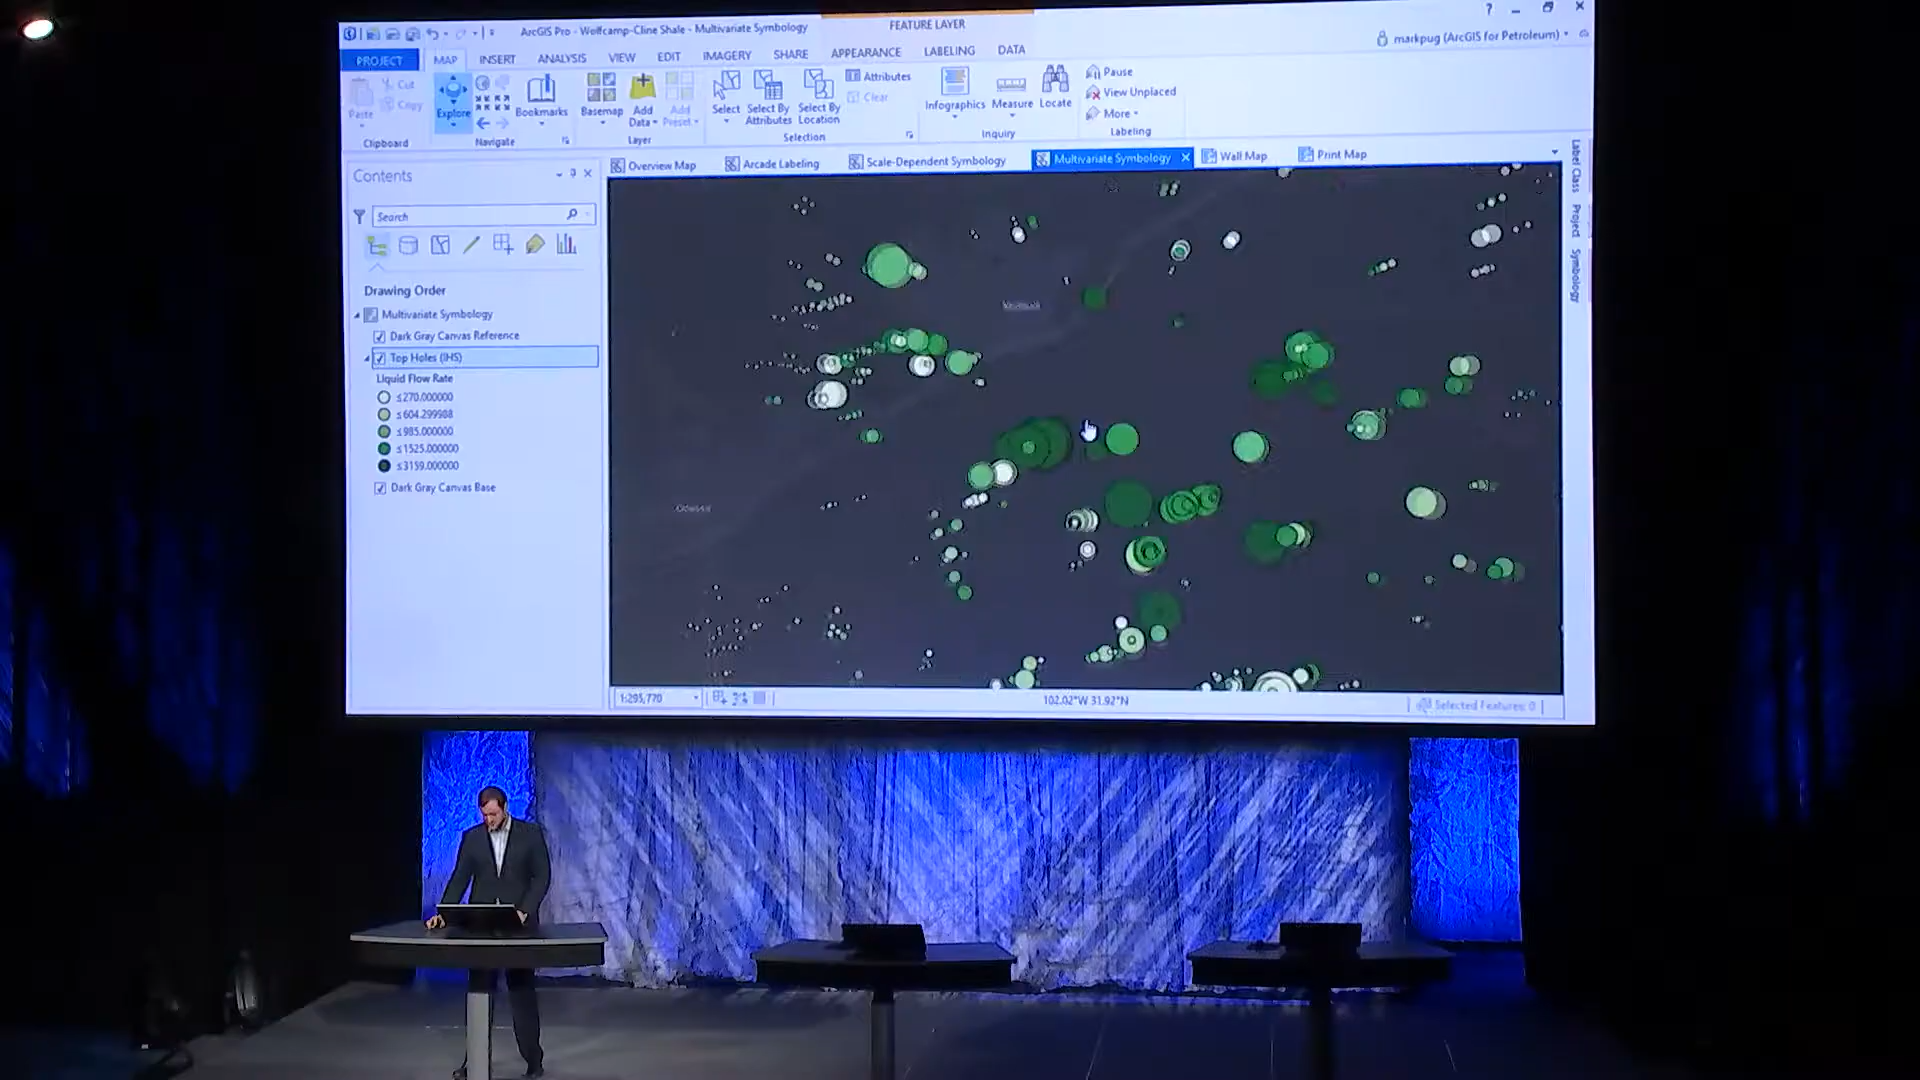 ArcGIS Pro - Wolfcamp-Cline Shale - Multivariate Symbology
FEATURE LAYER
?
markpug (ArcGIS for Petroleum)
PROJECT MAP INSERT ANALYSIS VIEW EDIT IMAGERY SHARE APPEARANCE LABELING DATA
Paste
Cut
Copy
Clipboard
Explore
Bookmarks
Navigate
Basemap
Add Data
Add Preset
Layer
Select
Select By Attributes
Select By Location
Attributes
Clear
Selection
Infographics
Measure
Locate
Inquiry
Pause
View Unplaced
More
Labeling
Contents
Search
Drawing Order
Multivariate Symbology
Dark Gray Canvas Reference
Top Holes (IHS)
Liquid Flow Rate
≤270.000000
≤604.299988
≤985.000000
≤1525.000000
≤3159.000000
Dark Gray Canvas Base
Overview Map
Arcade Labeling
Scale-Dependent Symbology
Multivariate Symbology
Wall Map
Print Map
Odessa
1:295,770
102.02°W 31.92°N
Selected Features: 0
Label Class
Project
Symbology